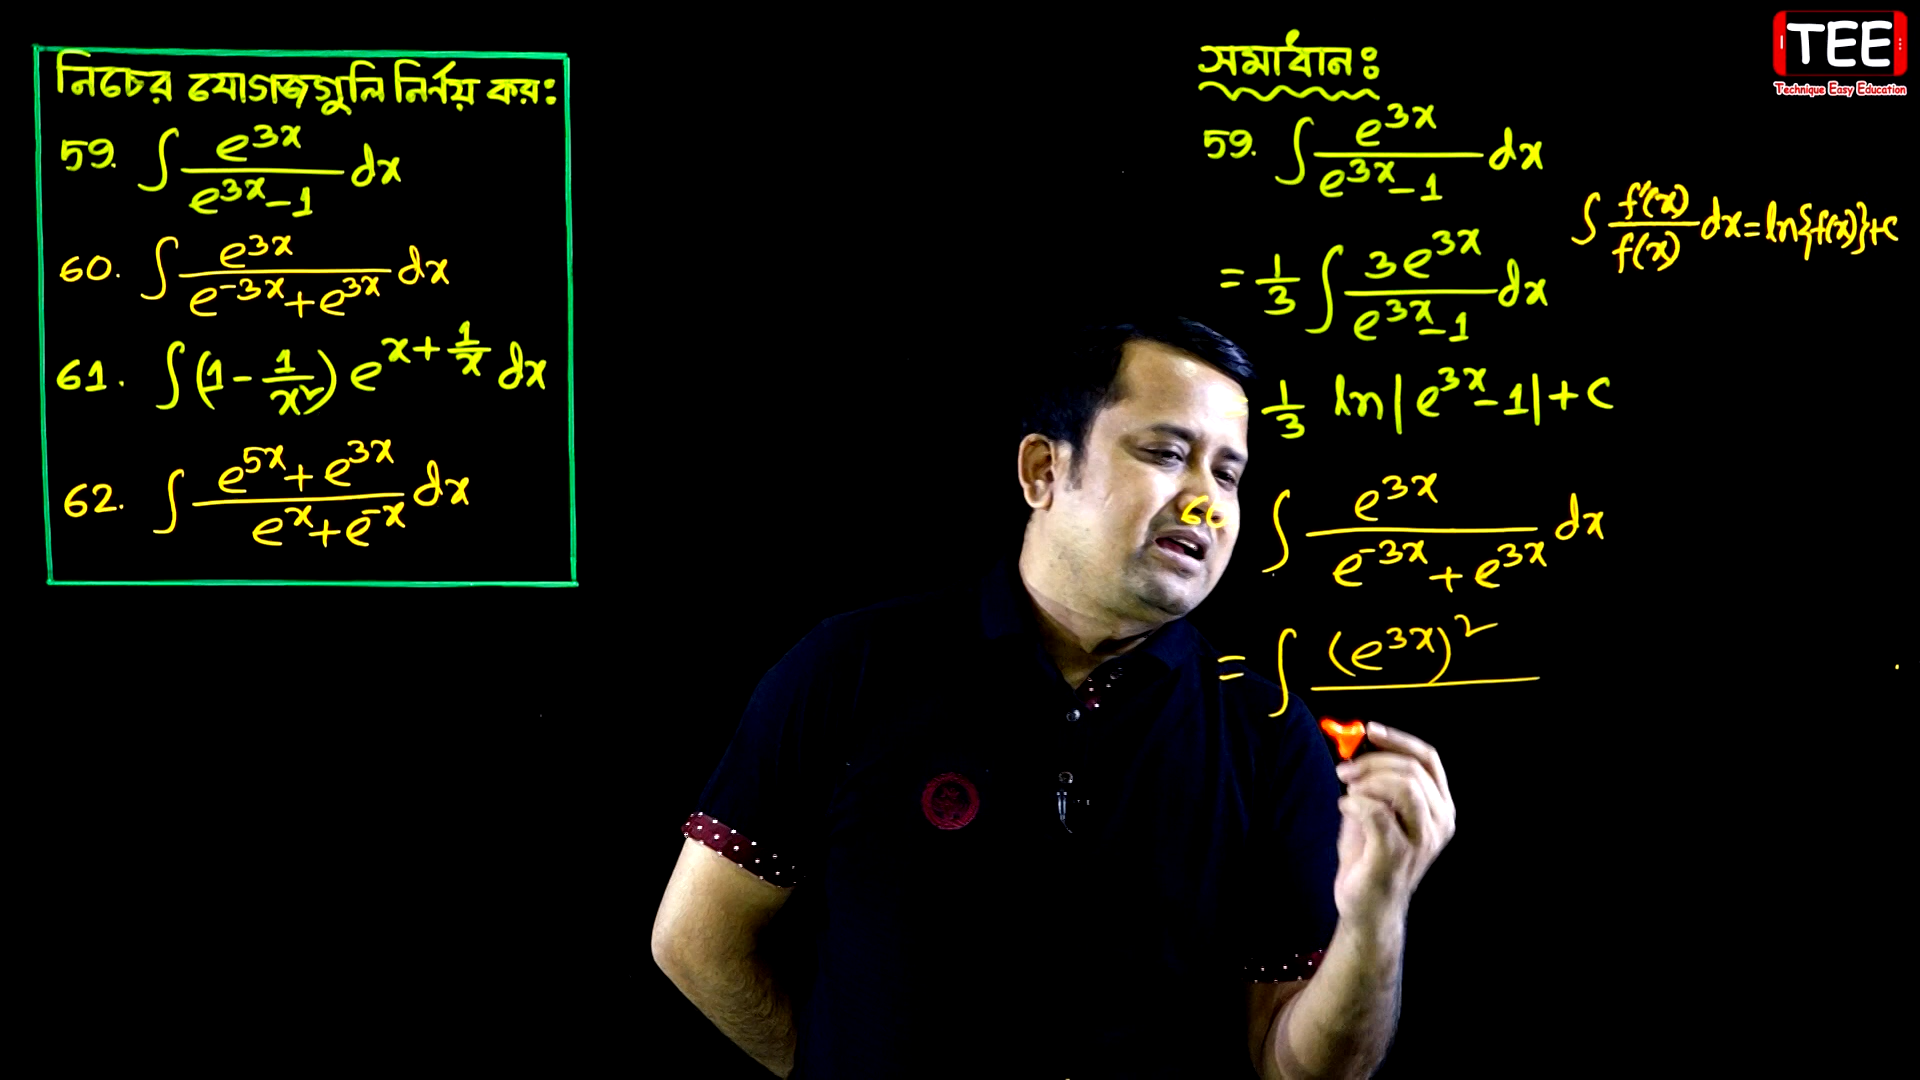 নিচের যোগজগুলি নির্ণয় কর:
59. ∫ e^{3x} / (e^{3x} - 1) dx
60. ∫ e^{3x} / (e^{-3x} + e^{3x}) dx
61. ∫ (1 - 1/x²) e^{x + 1/x} dx
62. ∫ (e^{5x} + e^{3x}) / (e^x + e^{-x}) dx
TEE
Technique Easy Education
সমাধান:
59. ∫ e^{3x} / (e^{3x} - 1) dx
∫ f'(x) / f(x) dx = ln{f(x)} + c
= 1/3 ∫ 3e^{3x} / (e^{3x} - 1) dx
= 1/3 ln|e^{3x} - 1| + c
60 ∫ e^{3x} / (e^{-3x} + e^{3x}) dx
= ∫ (e^{3x})²